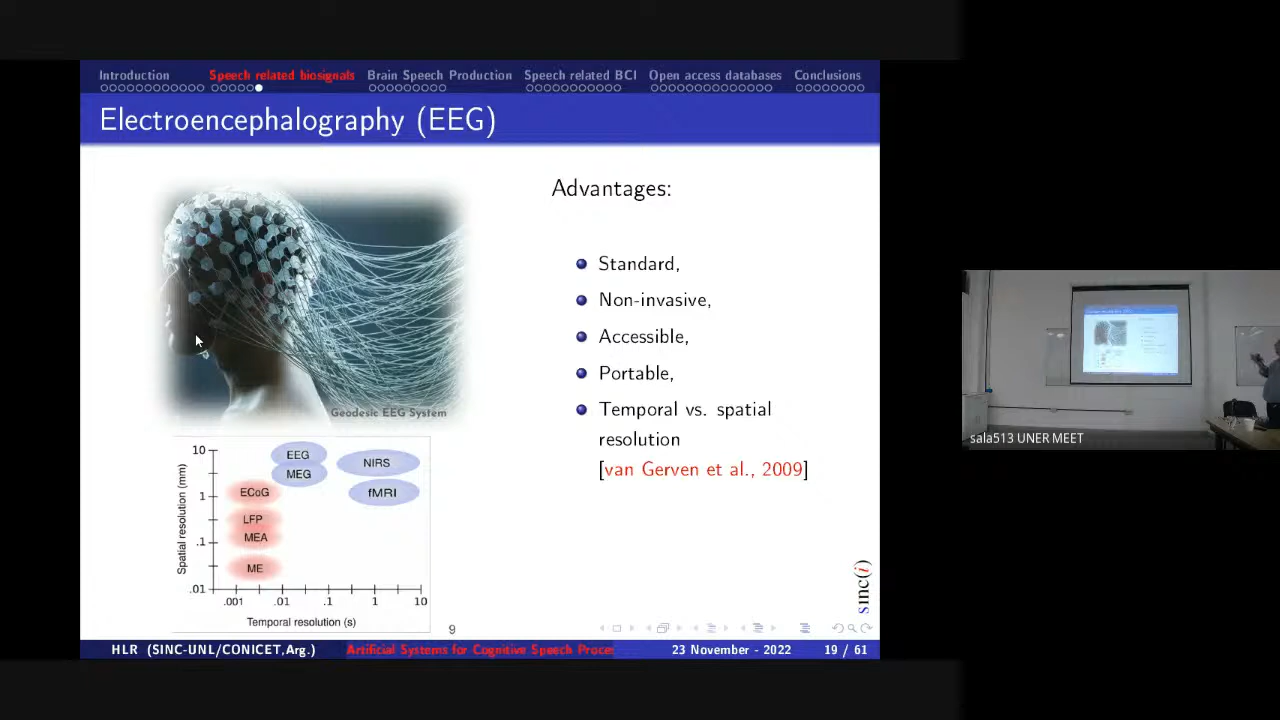 Introduction Speech related biosignals Brain Speech Production Speech related BCI Open access databases Conclusions
Electroencephalography (EEG)
Geodesic EEG System
Spatial resolution (mm)
10
1
.1
.01
EEG
MEG
NIRS
fMRI
ECoG
LFP
MEA
ME
.001 .01 .1 1 10
Temporal resolution (s)
9
Advantages:
Standard,
Non-invasive,
Accessible,
Portable,
Temporal vs. spatial
resolution
[van Gerven et al., 2009]
sinc(i)
HLR (SINC-UNL/CONICET,Arg.) Artificial Systems for Cognitive Speech Proce 23 November - 2022 19 / 61
sala513 UNER MEET